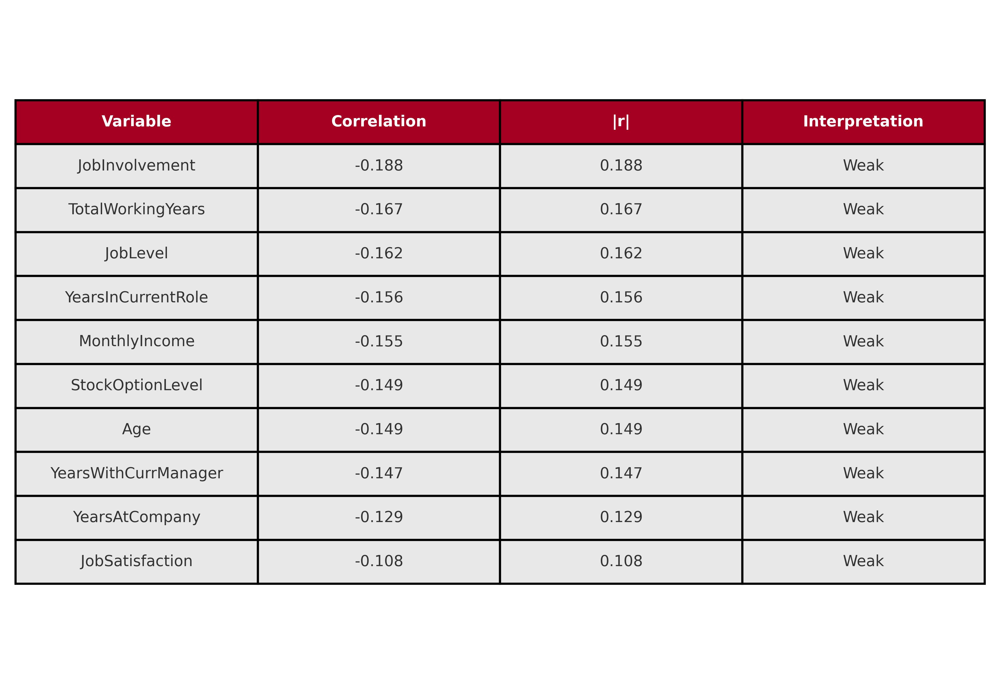 Variable Correlation |r| Interpretation
JobInvolvement -0.188 0.188 Weak
TotalWorkingYears -0.167 0.167 Weak
JobLevel -0.162 0.162 Weak
YearsInCurrentRole -0.156 0.156 Weak
MonthlyIncome -0.155 0.155 Weak
StockOptionLevel -0.149 0.149 Weak
Age -0.149 0.149 Weak
YearsWithCurrManager -0.147 0.147 Weak
YearsAtCompany -0.129 0.129 Weak
JobSatisfaction -0.108 0.108 Weak